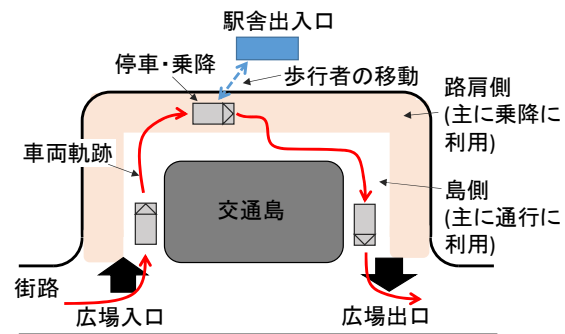 駅舎出入口
停車・乗降
歩行者の移動
路肩側
(主に乗降に
利用)
車両軌跡
交通島
島側
(主に通行に
利用)
街路
広場入口
広場出口